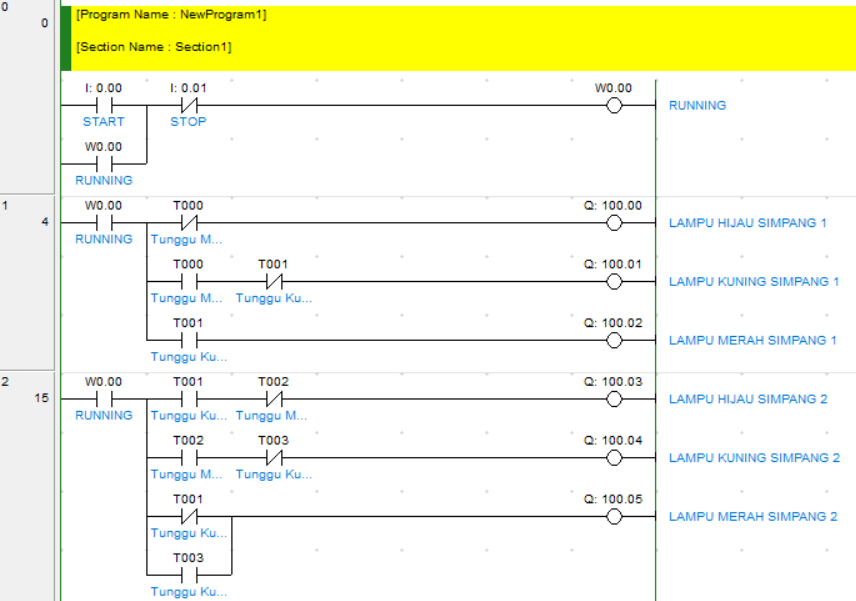 0
0
[Program Name : NewProgram1]
[Section Name : Section1]
I: 0.00 I: 0.01 W0.00
START STOP RUNNING
W0.00
RUNNING
1
4
W0.00 T000 Q: 100.00
RUNNING Tunggu M... LAMPU HIJAU SIMPANG 1
T000 T001 Q: 100.01
Tunggu M... Tunggu Ku... LAMPU KUNING SIMPANG 1
T001 Q: 100.02
Tunggu Ku... LAMPU MERAH SIMPANG 1
2
15
W0.00 T001 T002 Q: 100.03
RUNNING Tunggu Ku... Tunggu M... LAMPU HIJAU SIMPANG 2
T002 T003 Q: 100.04
Tunggu M... Tunggu Ku... LAMPU KUNING SIMPANG 2
T001 Q: 100.05
Tunggu Ku... LAMPU MERAH SIMPANG 2
T003
Tunggu Ku...